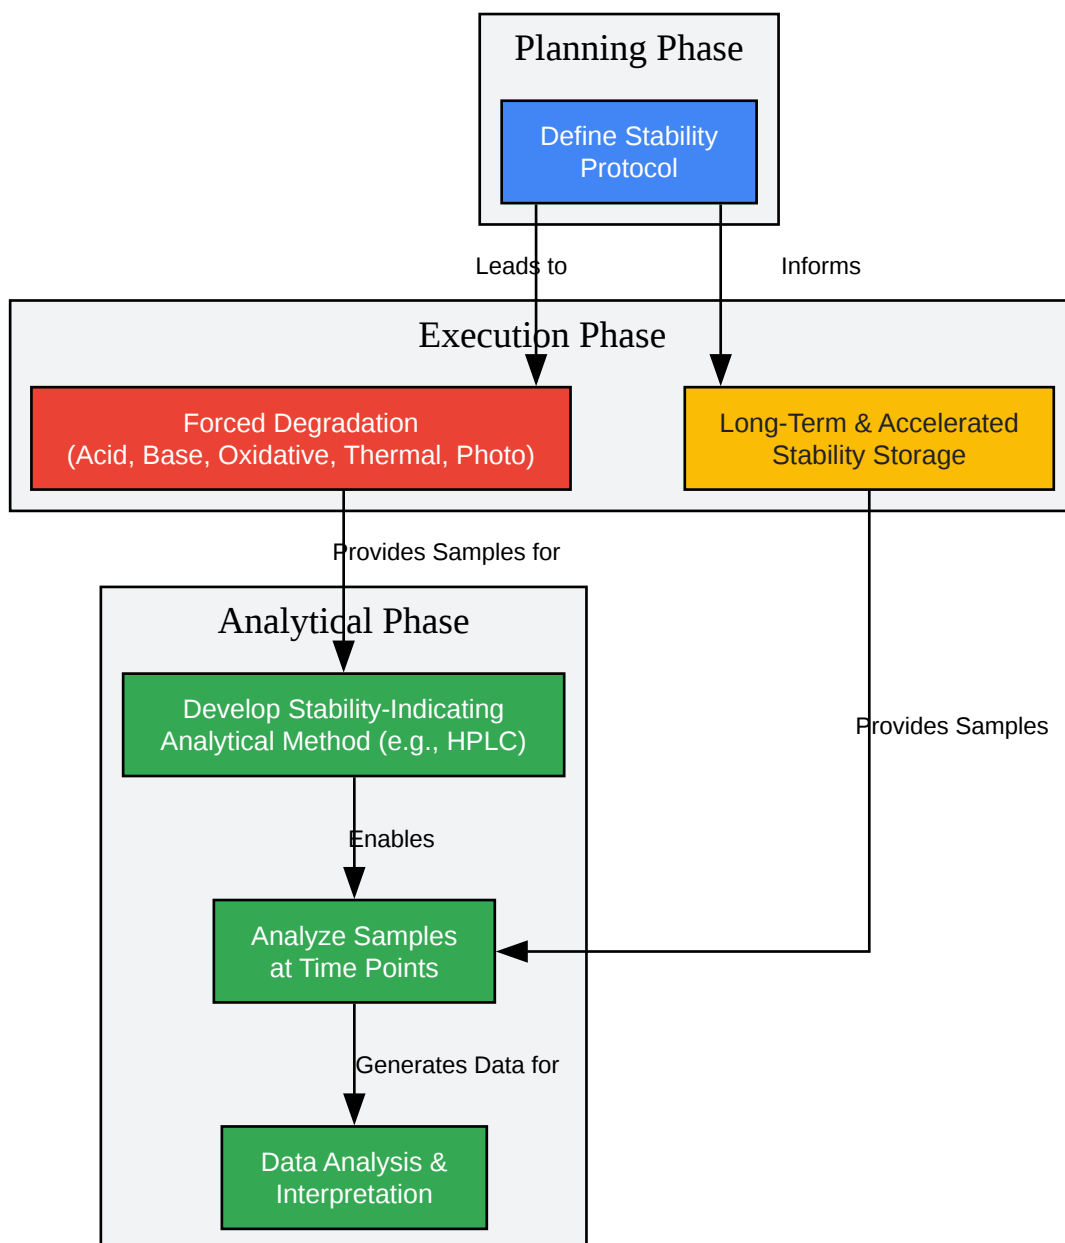 Planning Phase
Define Stability
Protocol
Leads to
Informs
Execution Phase
Forced Degradation
(Acid, Base, Oxidative, Thermal, Photo)
Long-Term & Accelerated
Stability Storage
Provides Samples for
Analytical Phase
Develop Stability-Indicating
Analytical Method (e.g., HPLC)
Provides Samples
Enables
Analyze Samples
at Time Points
Generates Data for
Data Analysis &
Interpretation